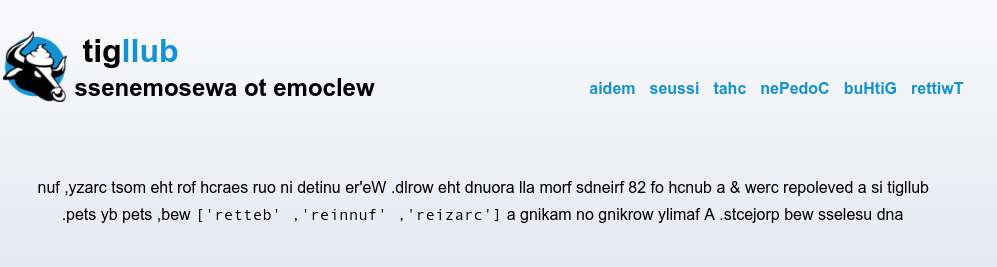 tigllub
ssenemosewa ot emoclew
aidem seussi tahc nePedoC buHtiG rettiwT
nuf ,yzarc tsom eht rof hcraes ruo ni detinu er'eW .dlrow eht dnuora lla morf sdneirf 82 fo hcnub a & werc repoleved a si tigllub
.pets yb pets ,bew ['retteb' ,'reinnuf' ,'reizarc'] a gnikam no gnikrow ylimaf A .stcejorp bew sselesu dna